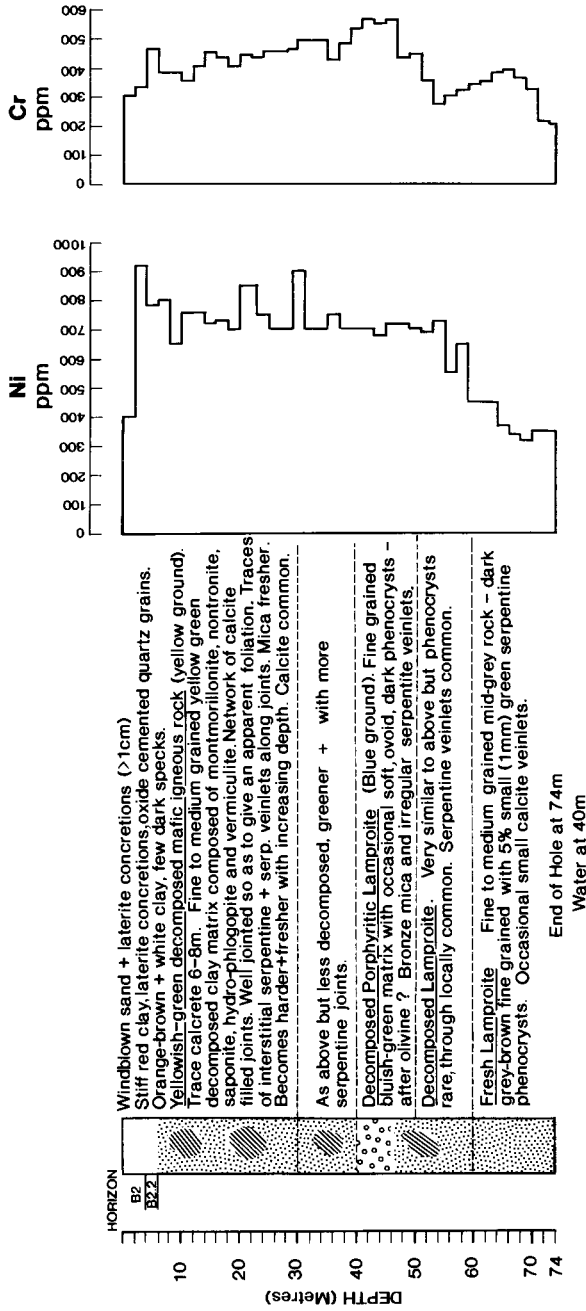 HORIZON
B2
B2.2
DEPTH (Metres)
10
20
30
40
50
60
70
74
Windblown sand + laterite concretions (>1cm)
Stiff red clay, laterite concretions, oxide cemented quartz grains.
Orange-brown + white clay, few dark specks.
Yellowish-green decomposed mafic igneous rock (yellow ground).
Trace calcrete 6-8m. Fine to medium grained yellow green
decomposed clay matrix composed of montmorillonite, nontronite,
saponite, hydro-phlogopite and vermiculite. Network of calcite
filled joints. Well jointed so as to give an apparent foliation. Traces
of interstitial serpentine + serp. veinlets along joints. Mica fresher.
Becomes harder+fresher with increasing depth. Calcite common.
As above but less decomposed, greener + with more
serpentine joints.
Decomposed Porphyritic Lamproite (Blue ground). Fine grained
bluish-green matrix with occasional soft, ovoid, dark phenocrysts -
after olivine ? Bronze mica and irregular serpentite veinlets.
Decomposed Lamproite. Very similar to above but phenocrysts
rare, through locally common. Serpentine veinlets common.
Fresh Lamproite Fine to medium grained mid-grey rock - dark
grey-brown fine grained with 5% small (1mm) green serpentine
phenocrysts. Occasional small calcite veinlets.
End of Hole at 74m
Water at 40m
Ni
ppm
0
100
200
300
400
500
600
700
800
900
1000
Cr
ppm
0
100
200
300
400
500
600